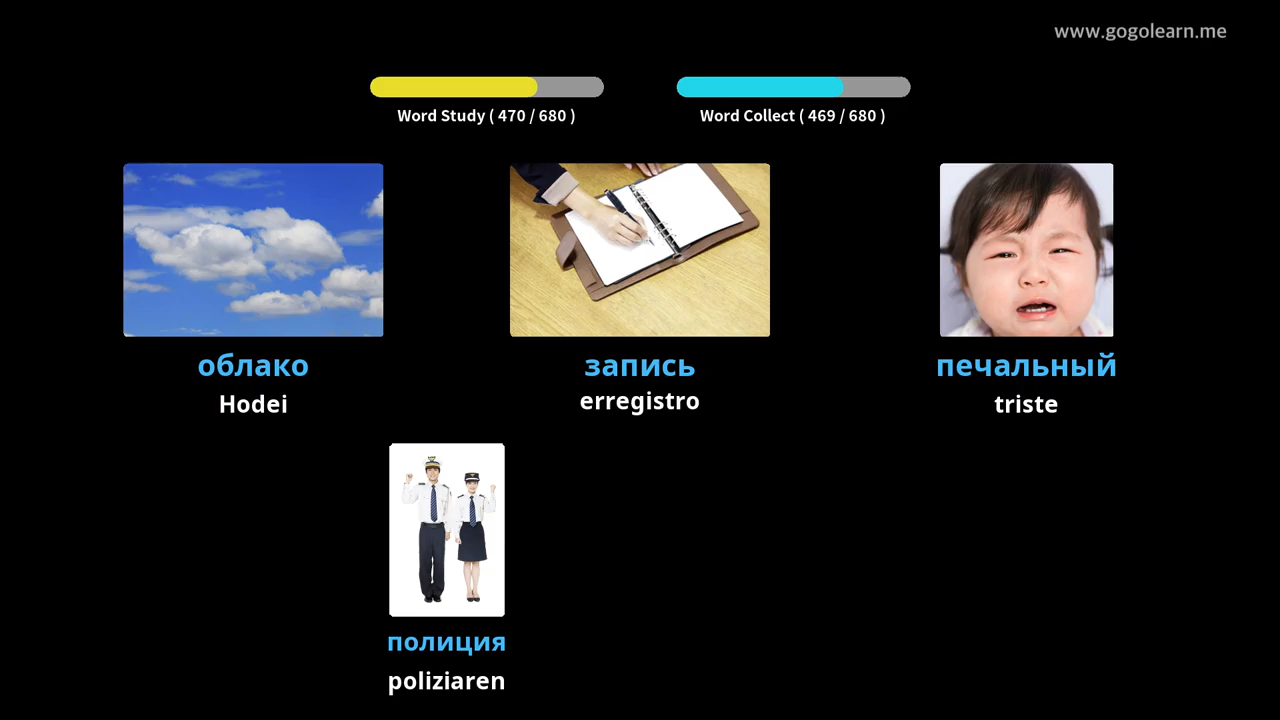 www.gogolearn.me
Word Study ( 470 / 680 )
Word Collect ( 469 / 680 )
облако
Hodei
запись
erregistro
печальный
triste
полиция
poliziaren